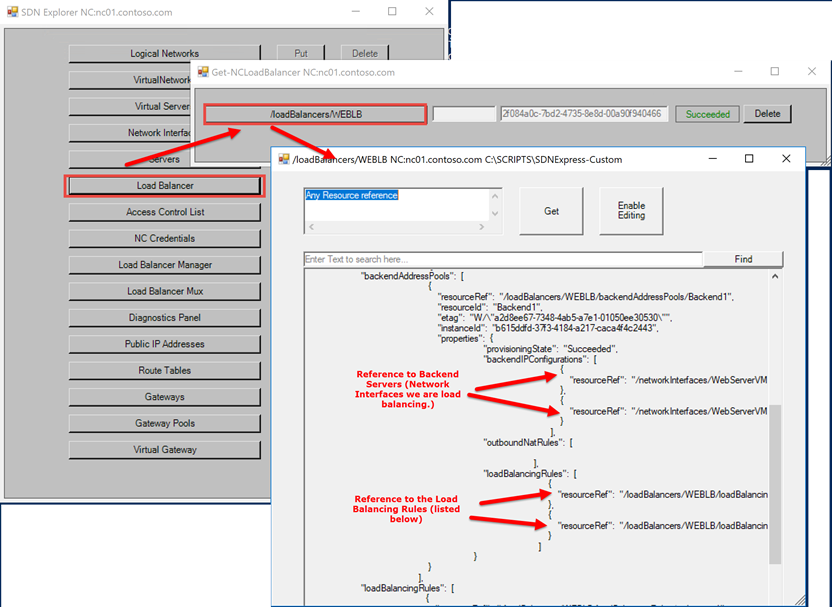 SDN Explorer NC:nc01.contoso.com
Logical Networks
Put
Delete
VirtualNetwork
Virtual Server
Network Interfac
Servers
Load Balancer
Access Control List
NC Credentials
Load Balancer Manager
Load Balancer Mux
Diagnostics Panel
Public IP Addresses
Route Tables
Gateways
Gateway Pools
Virtual Gateway
Get-NCLoadBalancer NC:nc01.contoso.com
/loadBalancers/WEBLB
2f084a0c-7bd2-4735-8e8d-00a90f940466
Succeeded
Delete
/loadBalancers/WEBLB NC:nc01.contoso.com C:\SCRIPTS\SDNExpress-Custom
Any Resource reference
Get
Enable
Editing
Enter Text to search here...
Find
"backendAddressPools": [
{
"resourceRef": "/loadBalancers/WEBLB/backendAddressPools/Backend1",
"resourceId": "Backend1",
"etag": "W/\"a2d8ee67-7348-4ab5-a7e1-01050ee30530\"",
"instanceId": "b615ddfd-37f3-4184-a217-caca4f4c2443",
"properties": {
"provisioningState": "Succeeded",
"backendIPConfigurations": [
{
"resourceRef": "/networkInterfaces/WebServerVM
},
{
"resourceRef": "/networkInterfaces/WebServerVM
}
],
"outboundNatRules": [
],
"loadBalancingRules": [
{
"resourceRef": "/loadBalancers/WEBLB/loadBalancin
},
{
"resourceRef": "/loadBalancers/WEBLB/loadBalancin
}
]
}
}
],
"loadBalancingRules": [
{
Reference to Backend
Servers (Network
Interfaces we are load
balancing.)
Reference to the Load
Balancing Rules (listed
below)